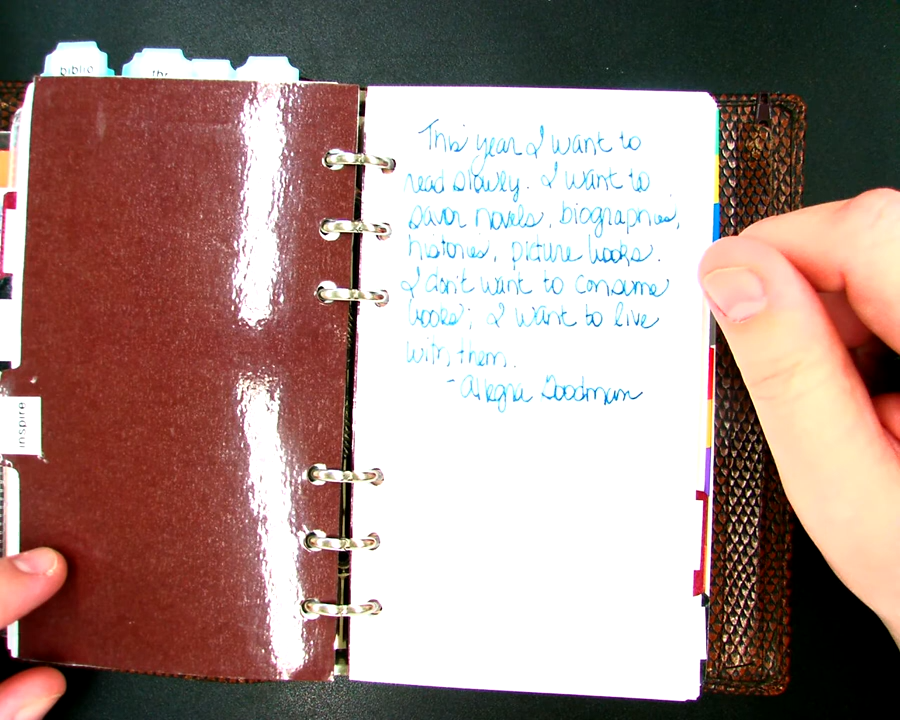 biblio
inspire
This year I want to
read slowly. I want to
savor novels, biographies,
histories, picture books.
I don't want to consume
books; I want to live
with them.
- Allegra Goodman